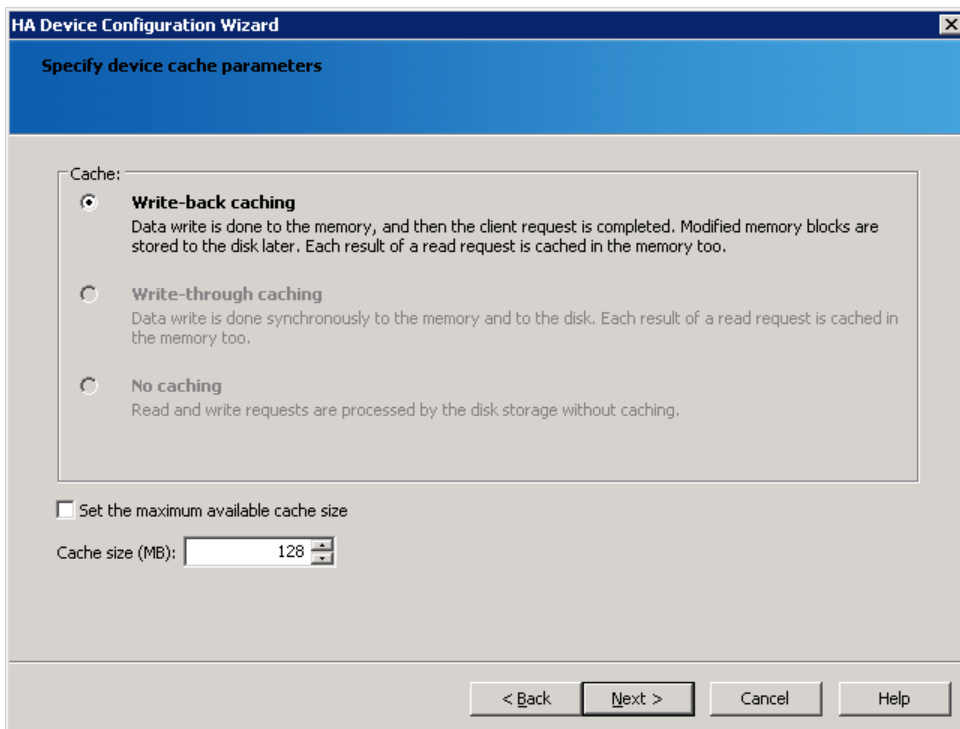 HA Device Configuration Wizard
Specify device cache parameters
Cache:
Write-back caching
Data write is done to the memory, and then the client request is completed. Modified memory blocks are
stored to the disk later. Each result of a read request is cached in the memory too.
Write-through caching
Data write is done synchronously to the memory and to the disk. Each result of a read request is cached in
the memory too.
No caching
Read and write requests are processed by the disk storage without caching.
Set the maximum available cache size
Cache size (MB): 128
< Back Next > Cancel Help